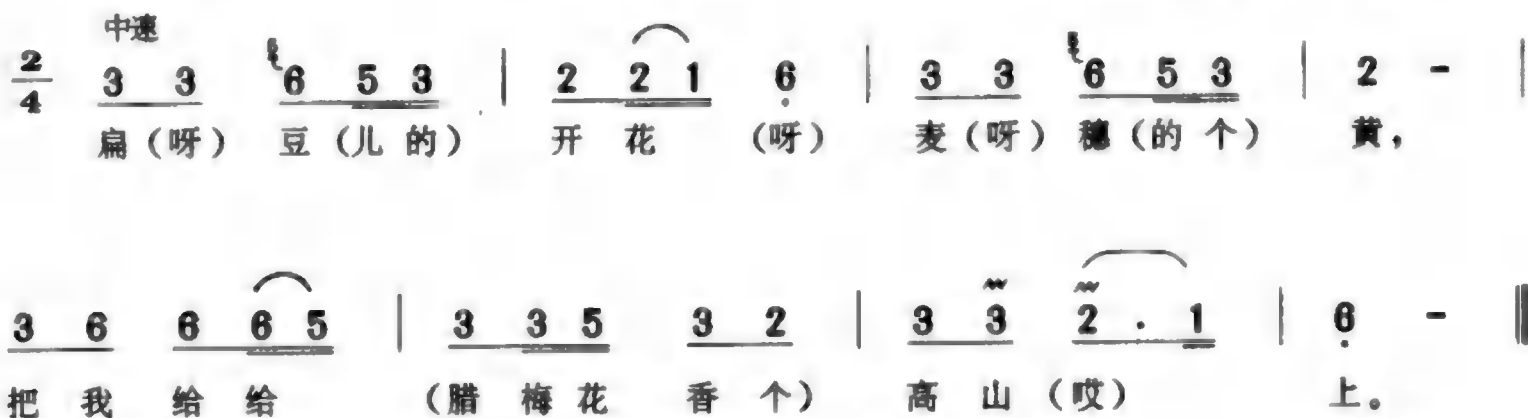 中速
2/4 3 3 6 5 3 | 2 2 1 6 | 3 3 6 5 3 | 2 - |
扁(呀) 豆(儿的) 开花 (呀) 麦(呀) 穗(的个) 黄,
3 6 6 6 5 | 3 3 5 3 2 | 3 3 2 . 1 | 6 - ‖
把我给给 (腊梅花 香个) 高山(哎) 上。